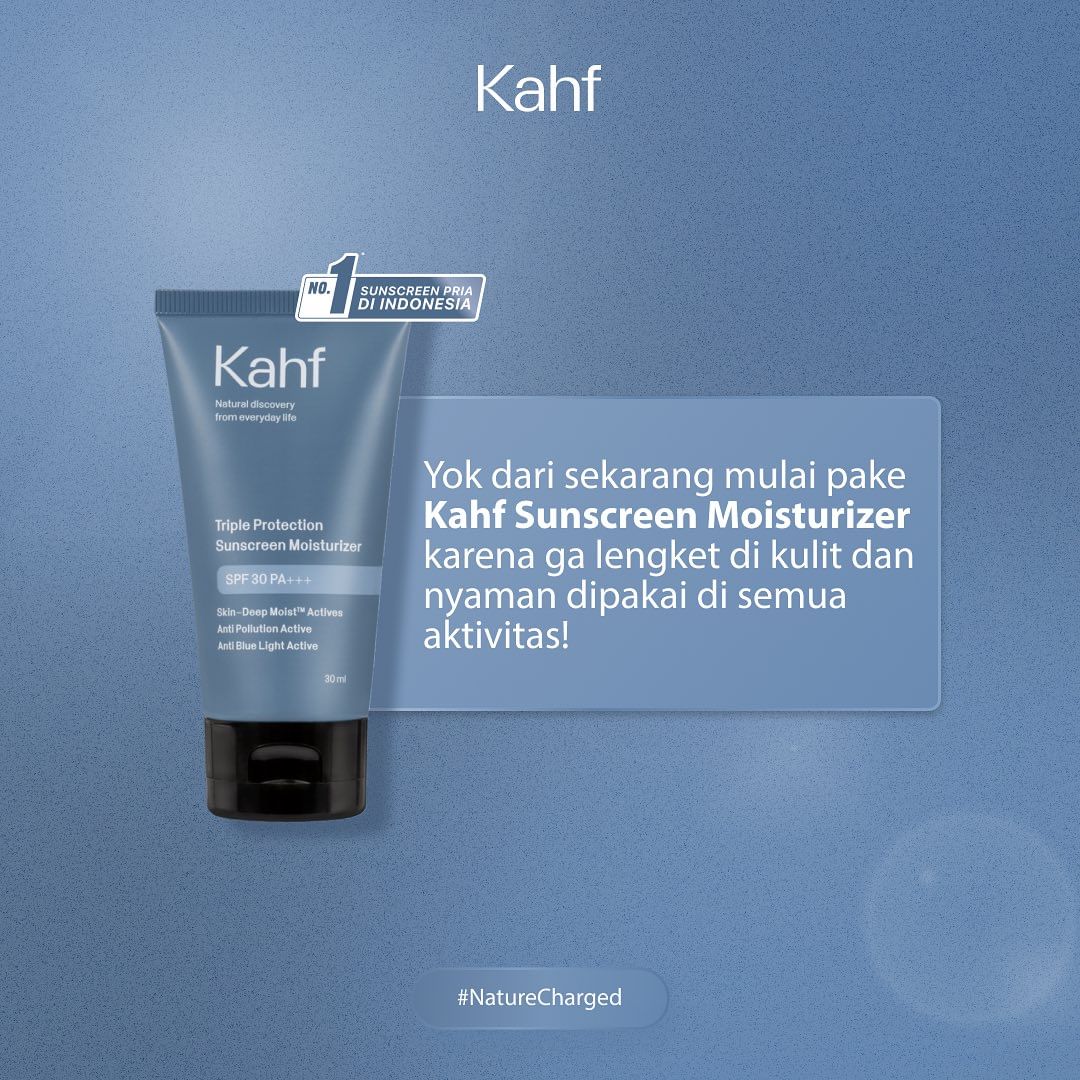 Kahf
NO. 1
SUNSCREEN PRIA
DI INDONESIA
Kahf
Natural discovery
from everyday life
Triple Protection
Sunscreen Moisturizer
SPF 30 PA+++
Skin-Deep Moist™ Actives
Anti Pollution Active
Anti Blue Light Active
30 ml
Yok dari sekarang mulai pake
Kahf Sunscreen Moisturizer
karena ga lengket di kulit dan
nyaman dipakai di semua
aktivitas!
#NatureCharged